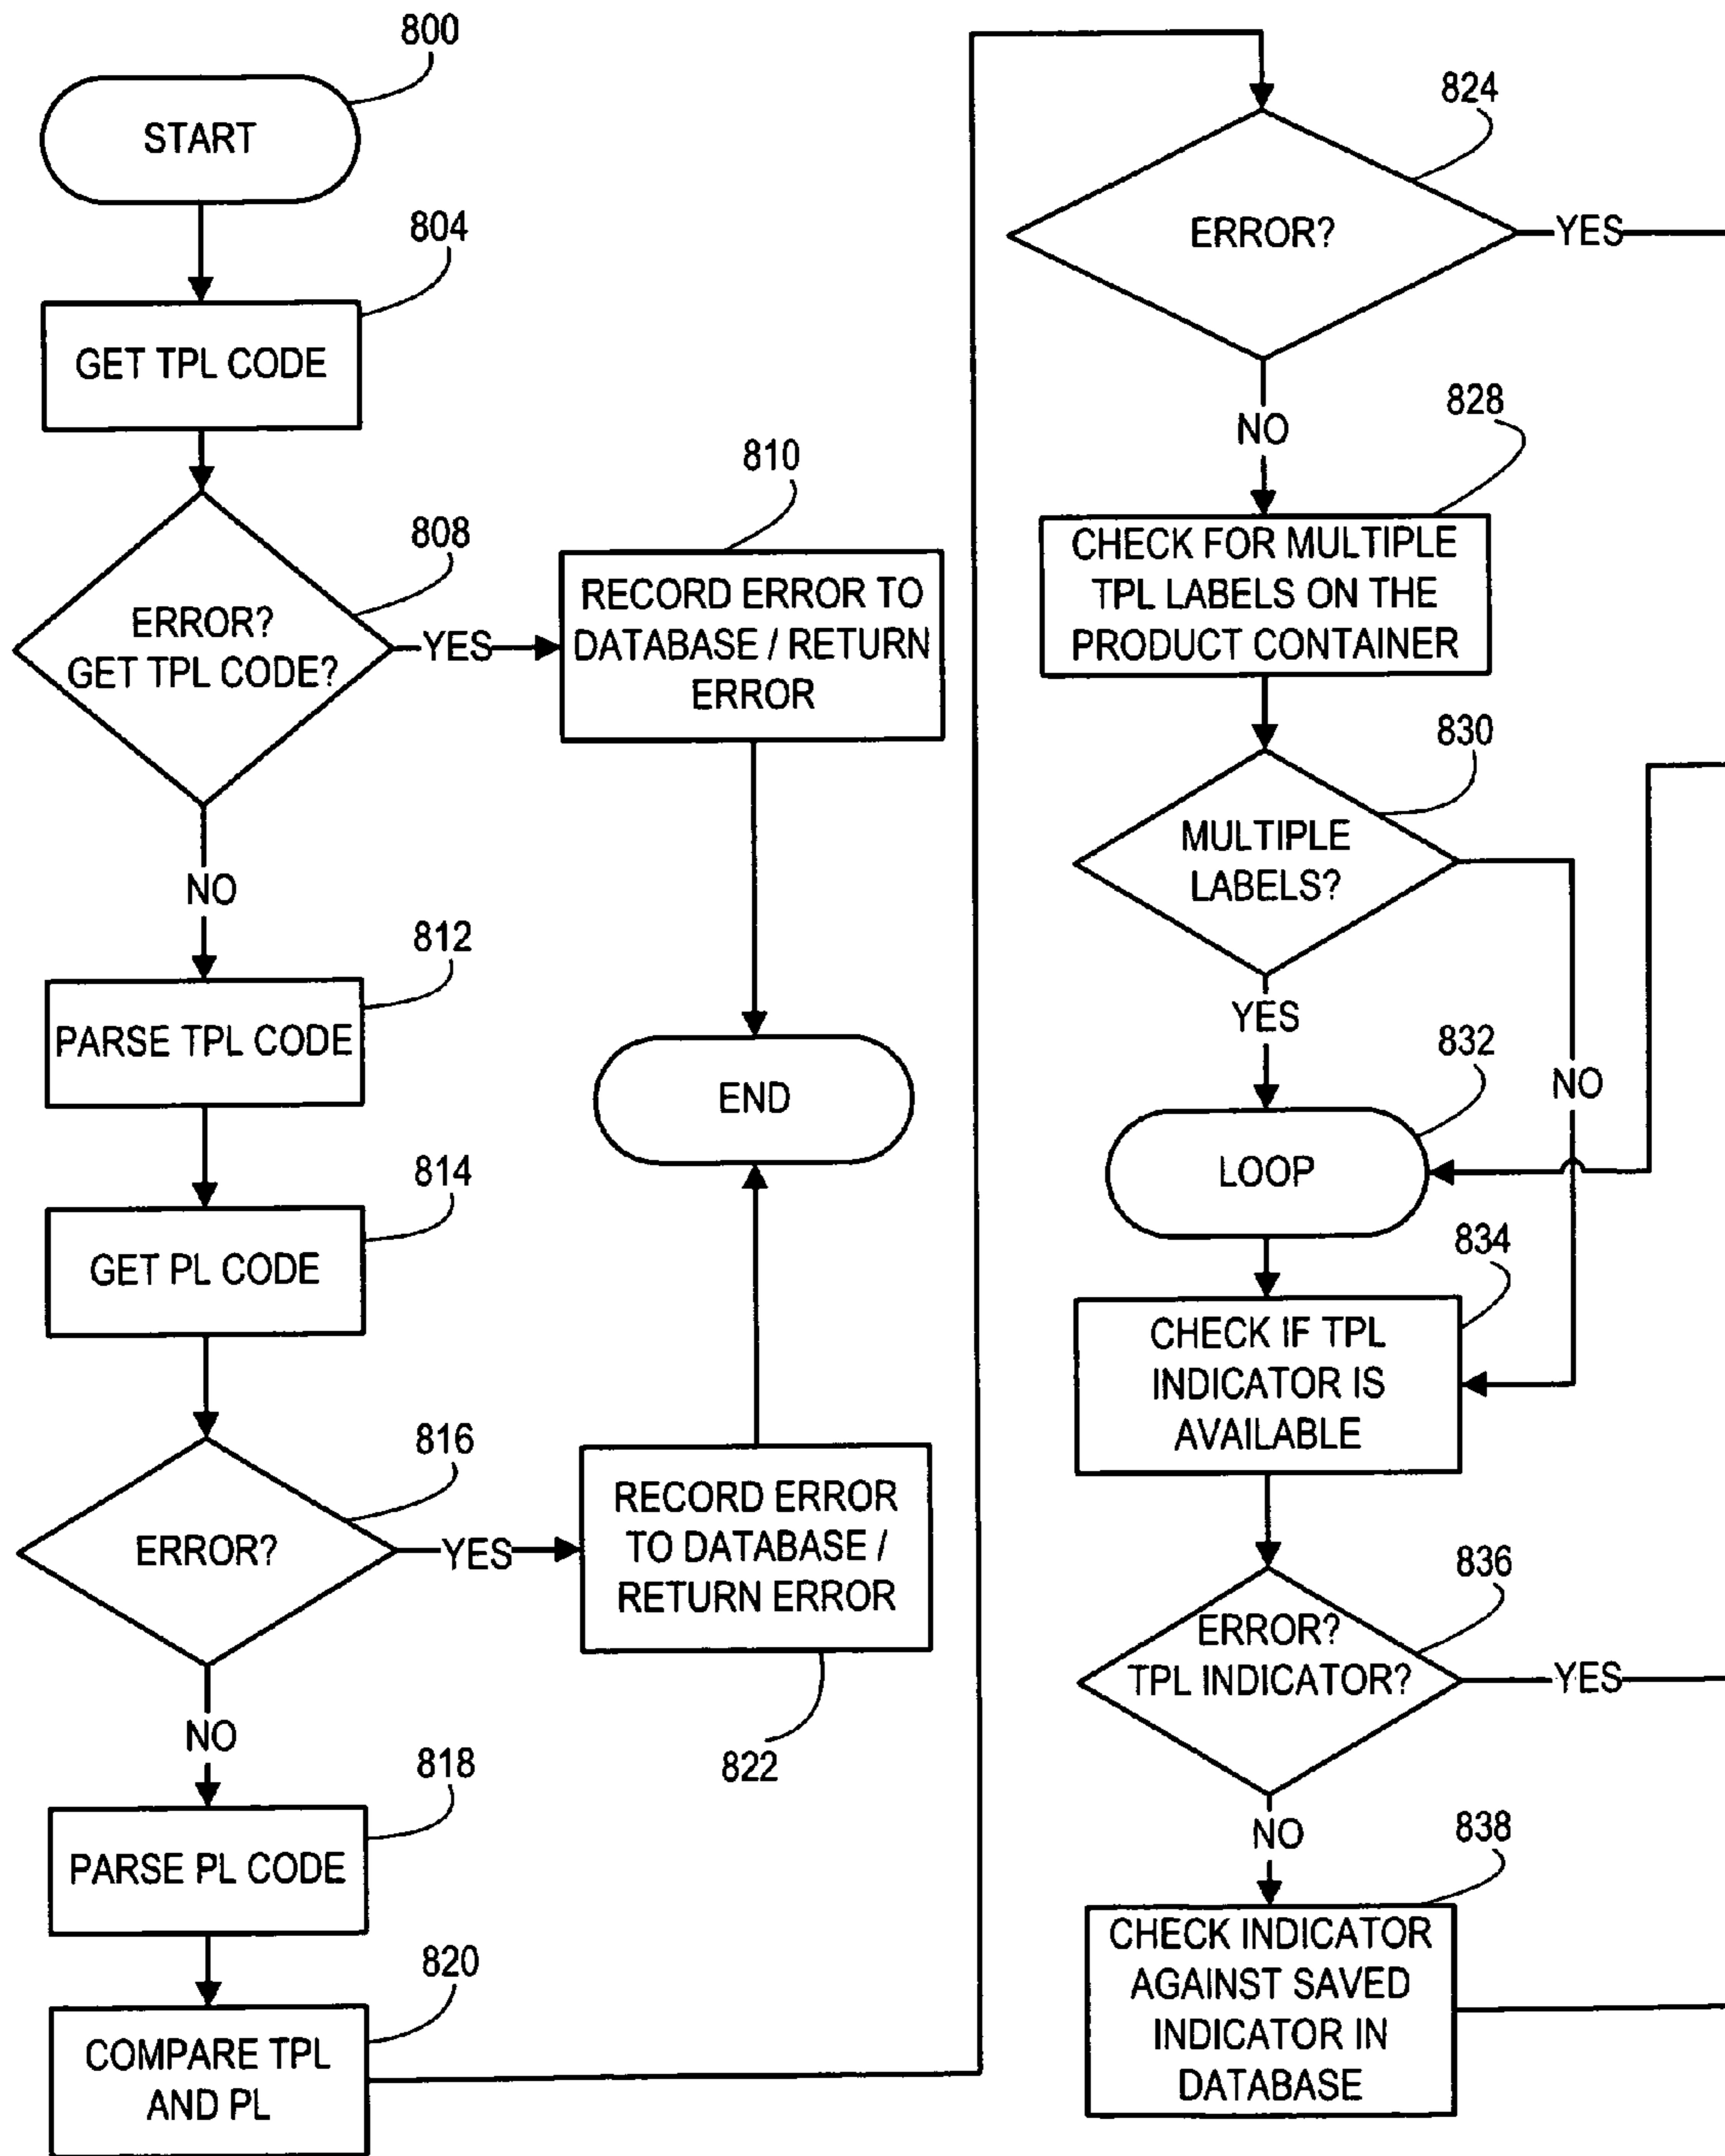 800
START
804
GET TPL CODE
808
ERROR?
GET TPL CODE?
YES
810
RECORD ERROR TO
DATABASE / RETURN
ERROR
NO
812
PARSE TPL CODE
END
814
GET PL CODE
816
ERROR?
YES
RECORD ERROR
TO DATABASE /
RETURN ERROR
822
NO
818
PARSE PL CODE
820
COMPARE TPL
AND PL
824
ERROR?
YES
NO
828
CHECK FOR MULTIPLE
TPL LABELS ON THE
PRODUCT CONTAINER
830
MULTIPLE
LABELS?
YES
NO
832
LOOP
834
CHECK IF TPL
INDICATOR IS
AVAILABLE
836
ERROR?
TPL INDICATOR?
YES
NO
838
CHECK INDICATOR
AGAINST SAVED
INDICATOR IN
DATABASE